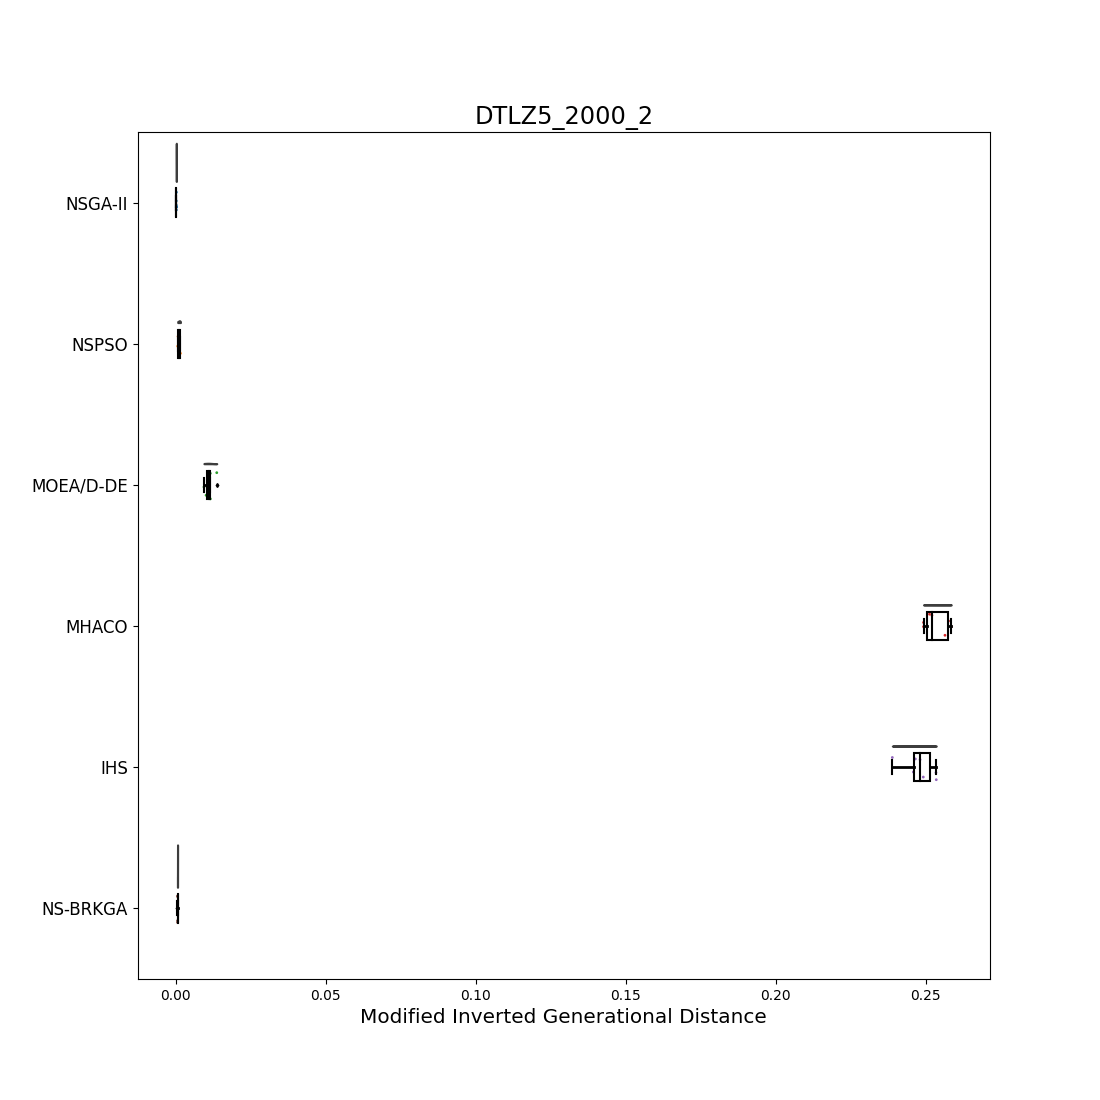 DTLZ5_2000_2
NSGA-II
NSPSO
MOEA/D-DE
MHACO
IHS
NS-BRKGA
0.00 0.05 0.10 0.15 0.20 0.25
Modified Inverted Generational Distance